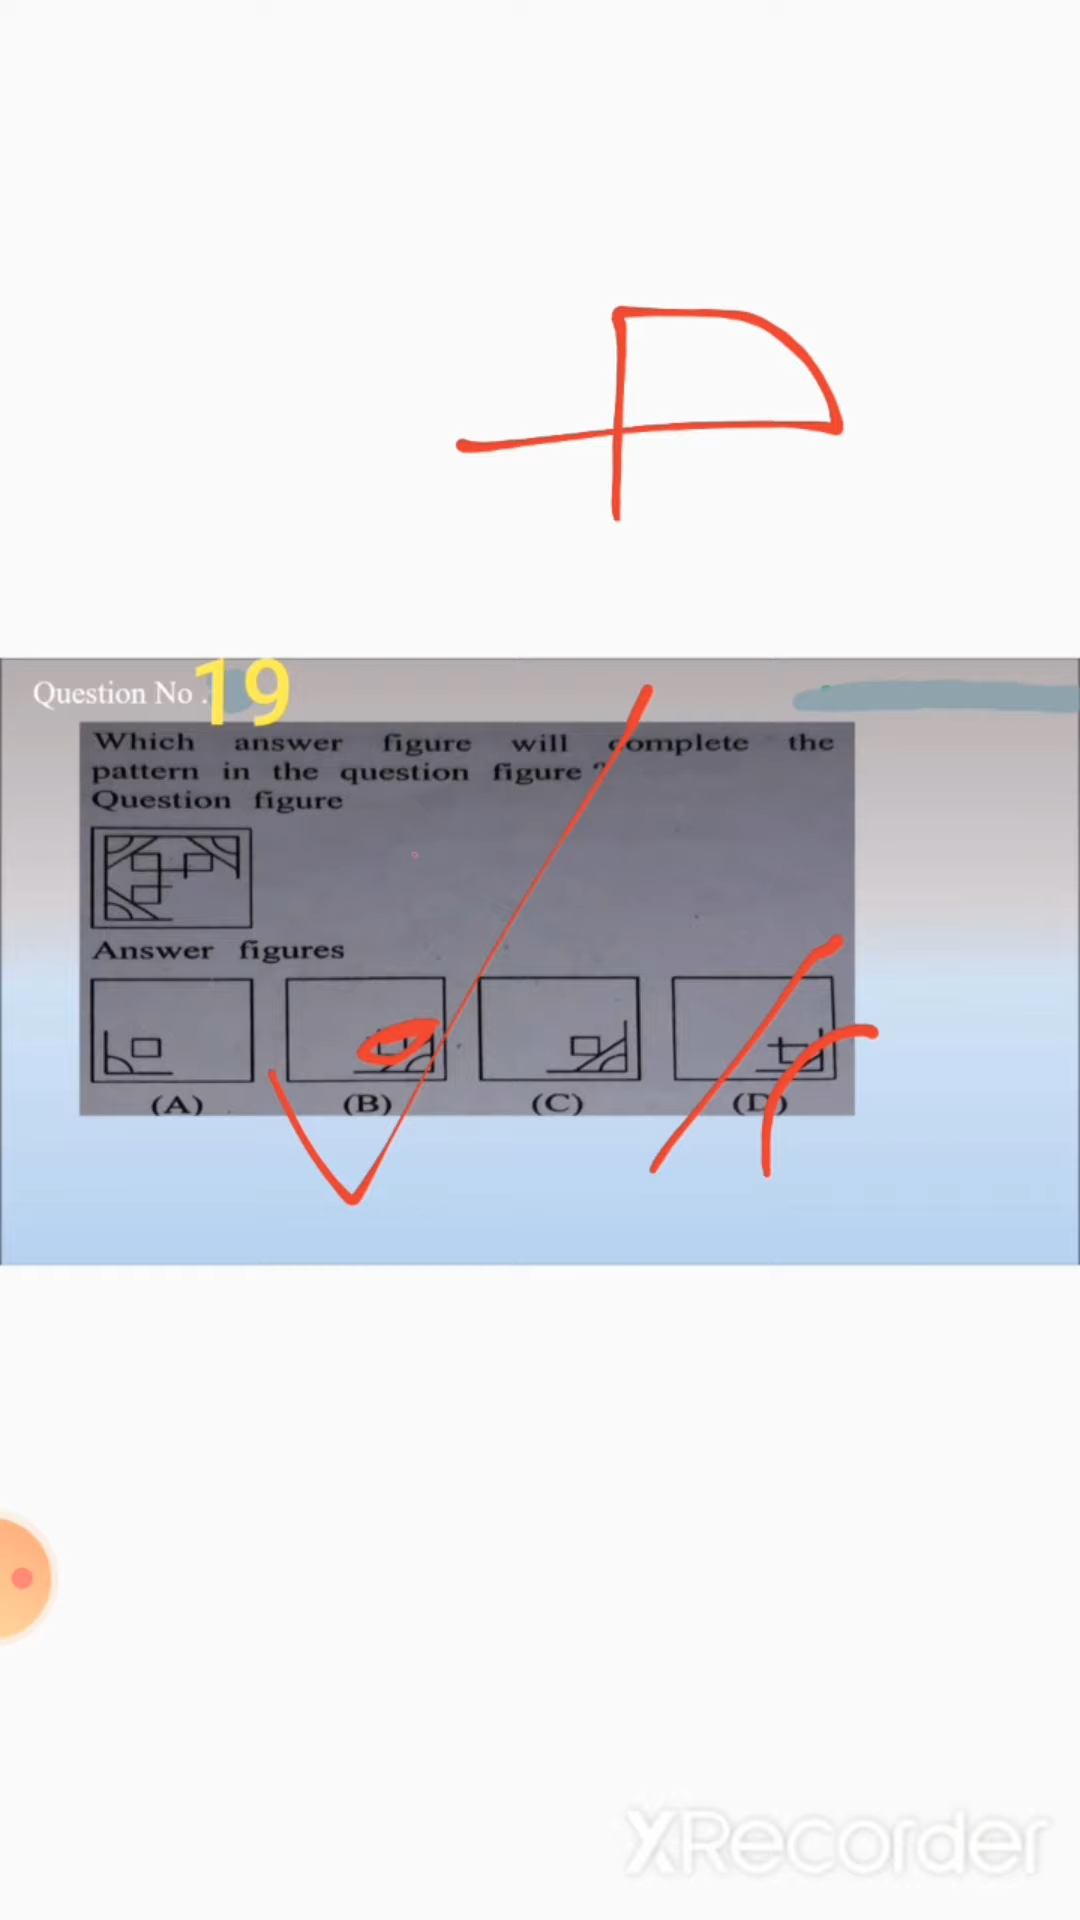 Question No .19
Which answer figure will complete the
pattern in the question figure ?
Question figure
Answer figures
(A) (B) (C) (D)
XRecorder